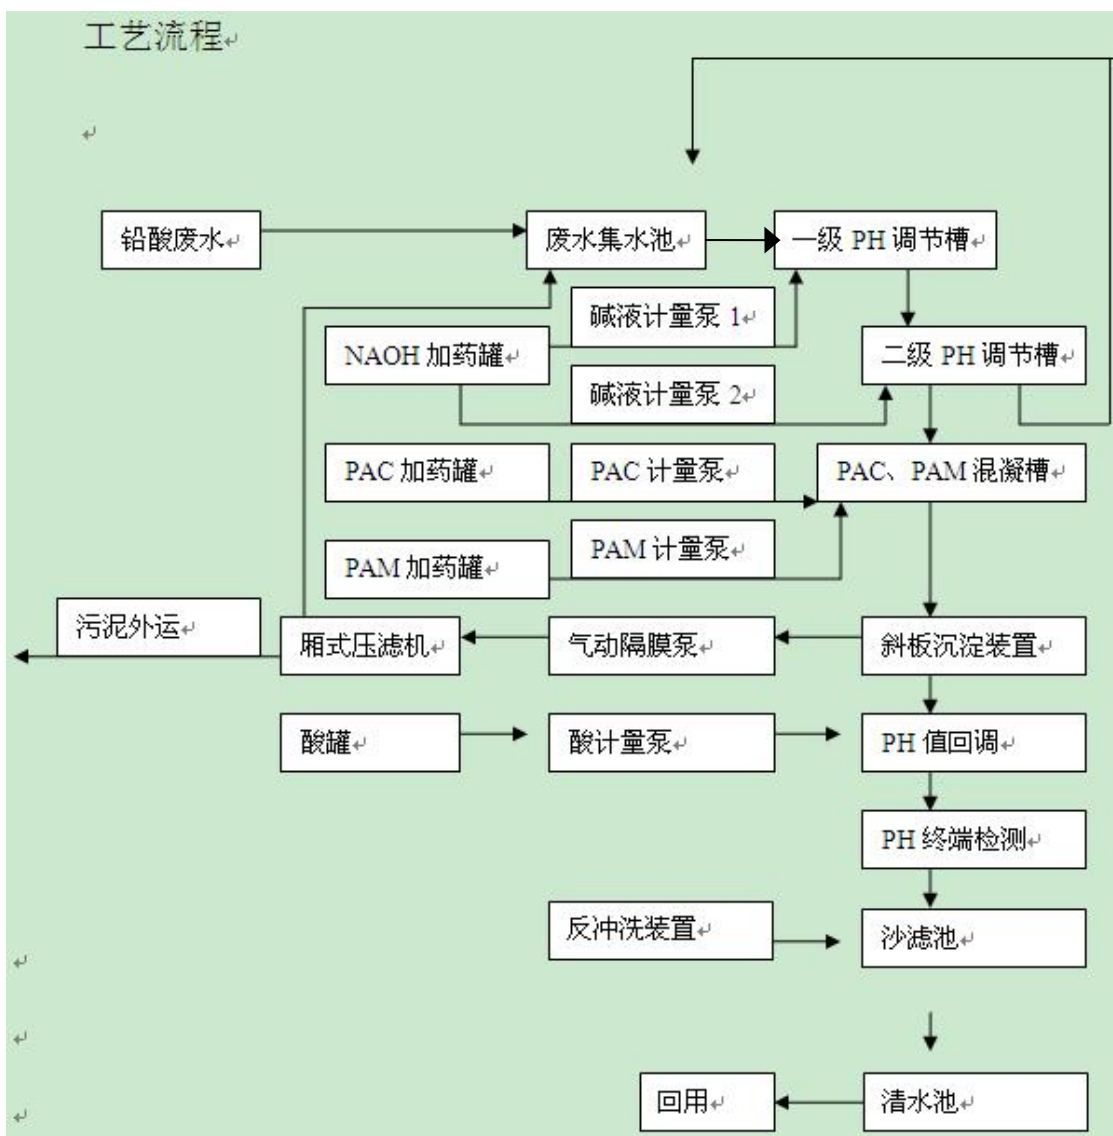 工艺流程
铅酸废水
废水集水池
一级 PH 调节槽
碱液计量泵 1
NAOH 加药罐
二级 PH 调节槽
碱液计量泵 2
PAC 加药罐
PAC 计量泵
PAC、PAM 混凝槽
PAM 加药罐
PAM 计量泵
污泥外运
厢式压滤机
气动隔膜泵
斜板沉淀装置
酸罐
酸计量泵
PH 值回调
PH 终端检测
反冲洗装置
沙滤池
回用
清水池